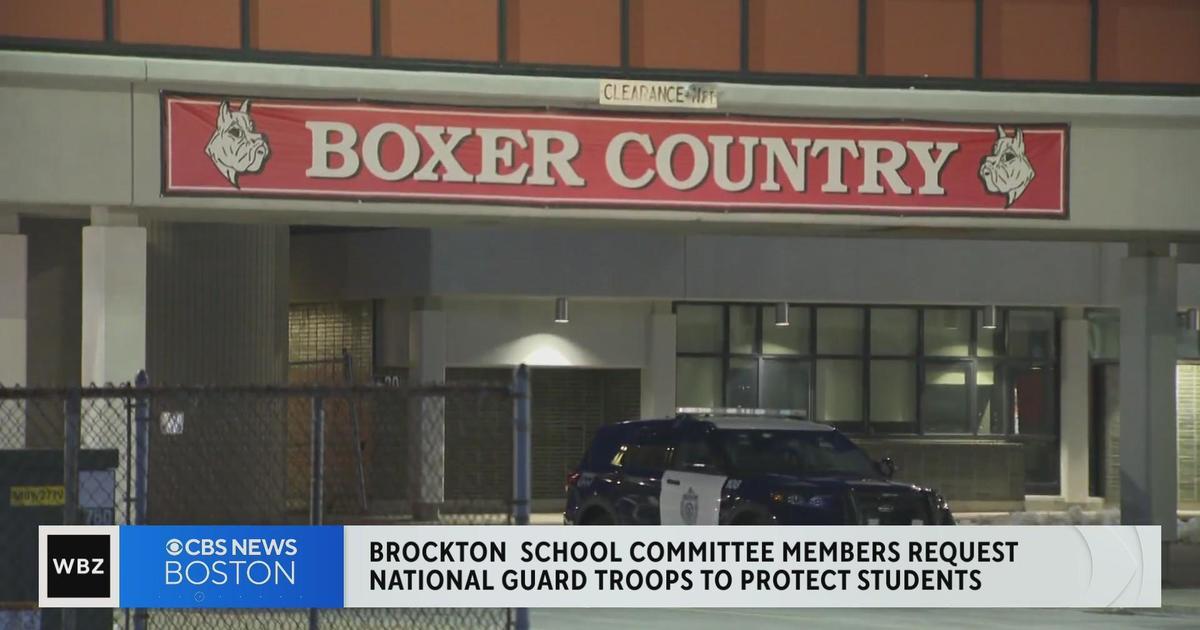 CLEARANCE
BOXER COUNTRY
WBZ
CBS NEWS
BOSTON
BROCKTON SCHOOL COMMITTEE MEMBERS REQUEST
NATIONAL GUARD TROOPS TO PROTECT STUDENTS